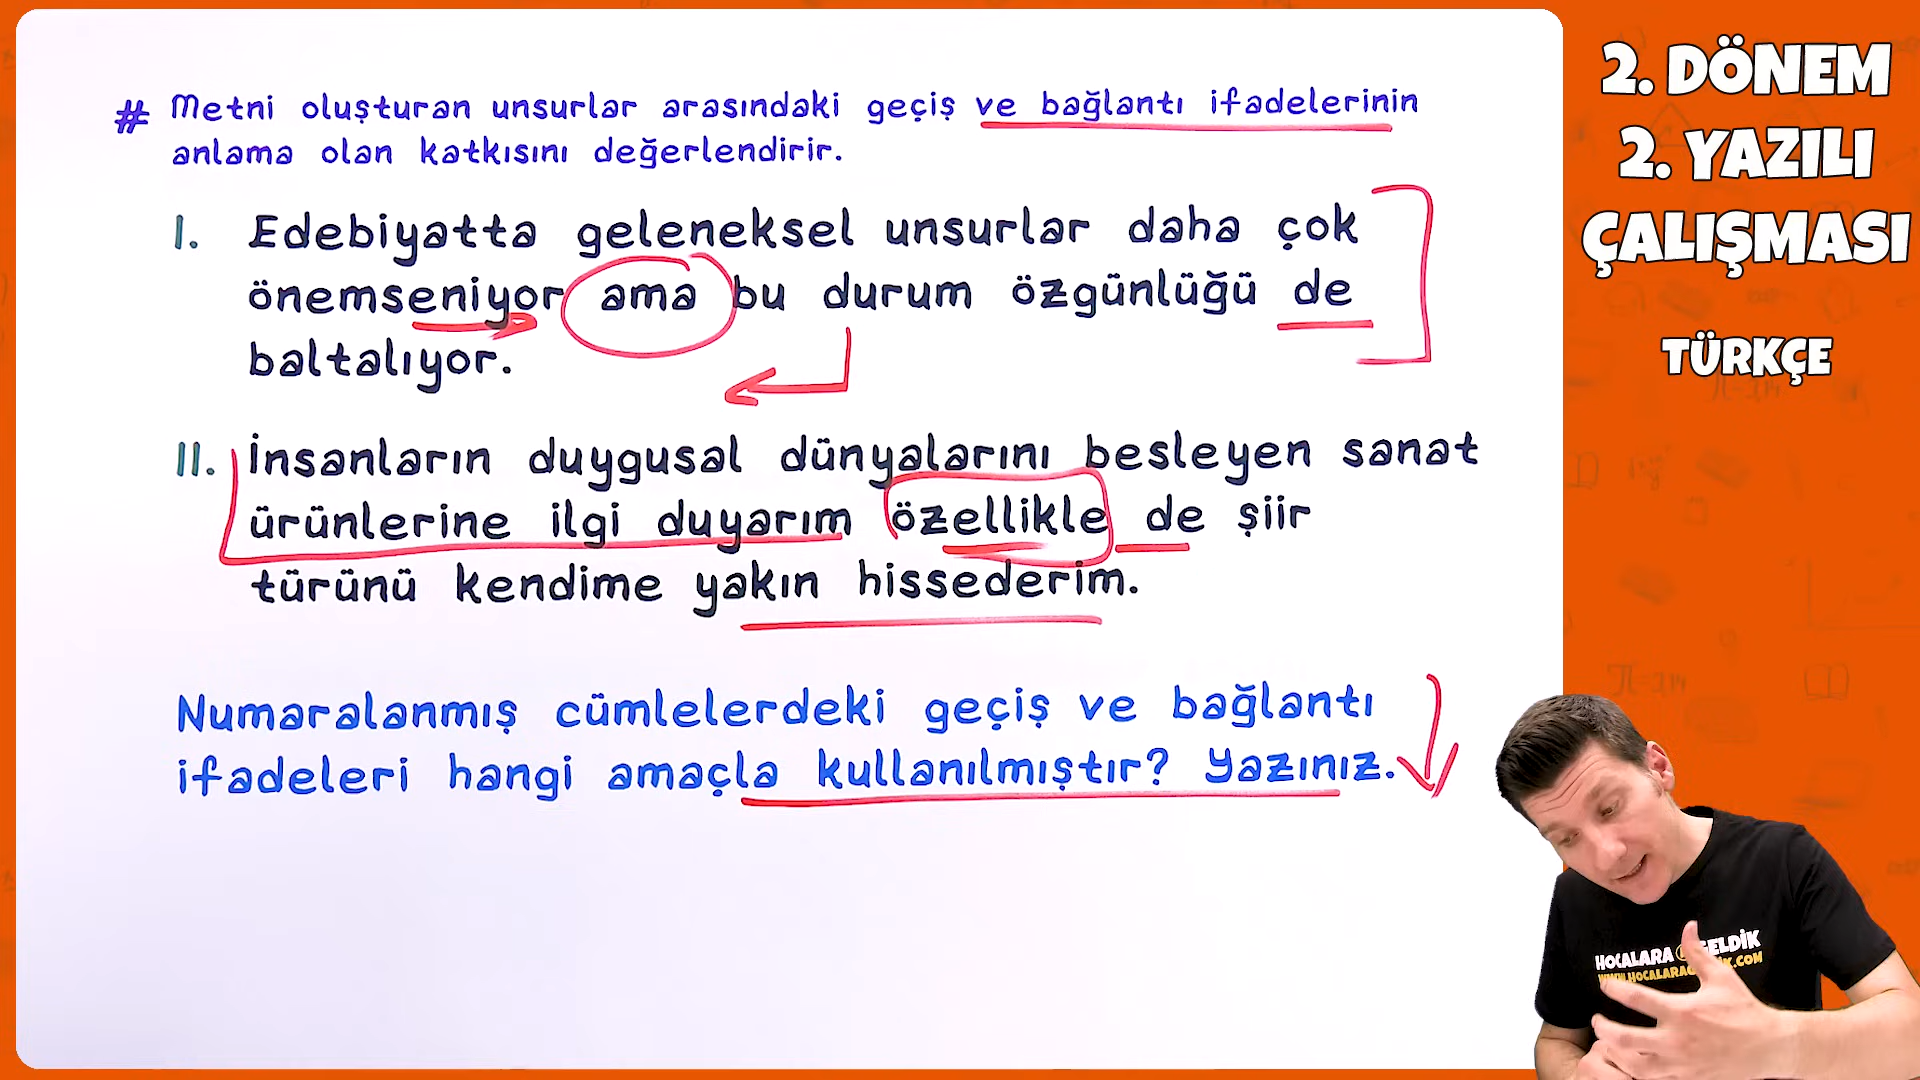 # Metni oluşturan unsurlar arasındaki geçiş ve bağlantı ifadelerinin
anlama olan katkısını değerlendirir.
I. Edebiyatta geleneksel unsurlar daha çok
önemseniyor ama bu durum özgünlüğü de
baltalıyor.
II. İnsanların duygusal dünyalarını besleyen sanat
ürünlerine ilgi duyarım özellikle de şiir
türünü kendime yakın hissederim.
Numaralanmış cümlelerdeki geçiş ve bağlantı
ifadeleri hangi amaçla kullanılmıştır? Yazınız.
2. DÖNEM
2. YAZILI
ÇALIŞMASI
TÜRKÇE
HOCALARA